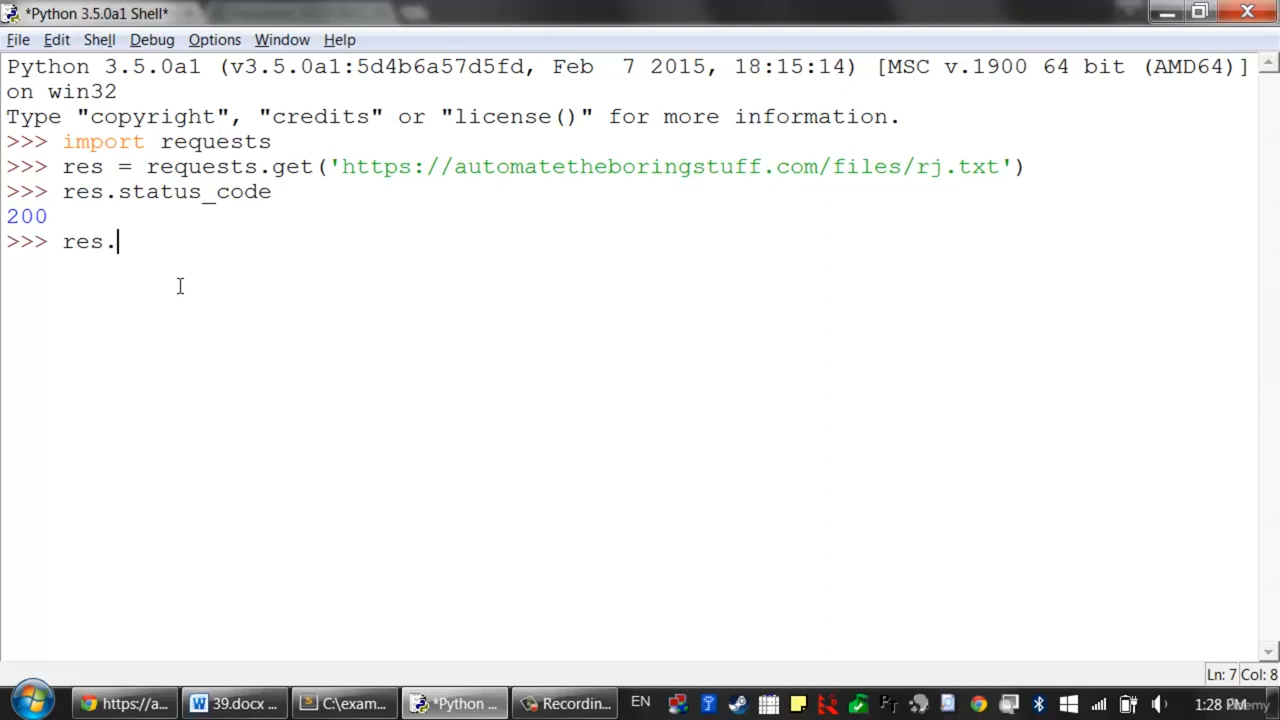 *Python 3.5.0a1 Shell*
File Edit Shell Debug Options Window Help
Python 3.5.0a1 (v3.5.0a1:5d4b6a57d5fd, Feb  7 2015, 18:15:14) [MSC v.1900 64 bit (AMD64)]
on win32
Type "copyright", "credits" or "license()" for more information.
>>> import requests
>>> res = requests.get('https://automatetheboringstuff.com/files/rj.txt')
>>> res.status_code
200
>>> res.
Ln: 7 Col: 8
https://a... 39.docx ... C:\exam... *Python ... Recordin... EN 1:28 PM